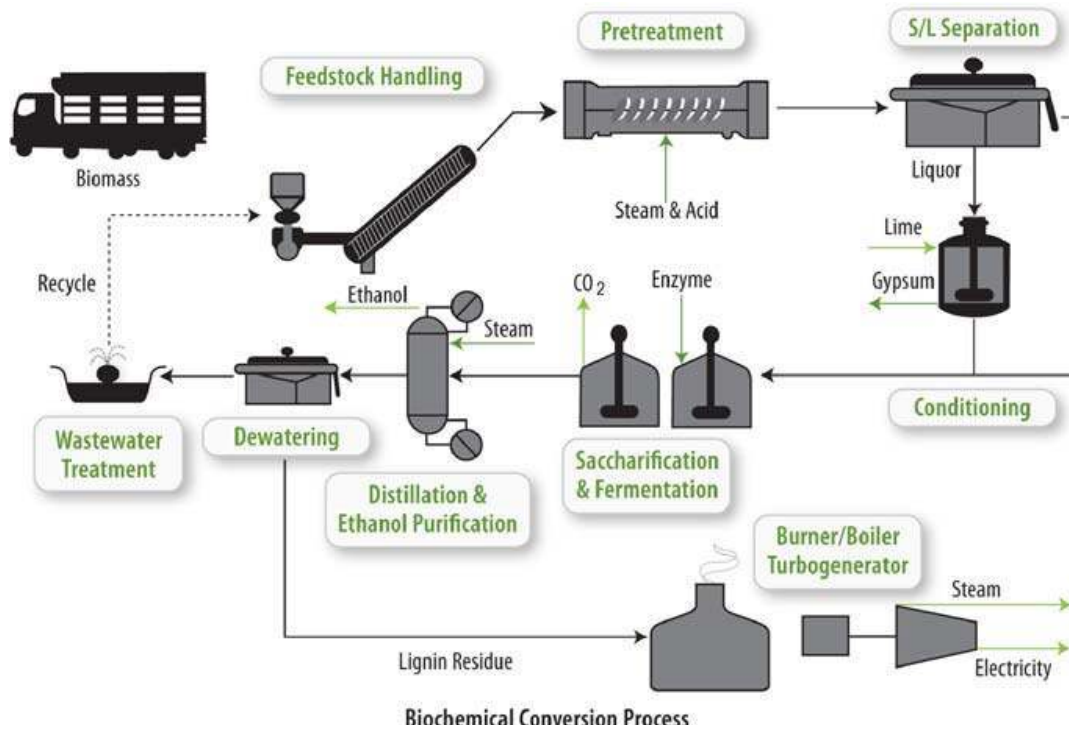 Pretreatment
S/L Separation
Feedstock Handling
Biomass
Liquor
Steam & Acid
Lime
Recycle
CO2
Enzyme
Gypsum
Ethanol
Steam
Conditioning
Wastewater
Treatment
Dewatering
Saccharification
& Fermentation
Distillation &
Ethanol Purification
Burner/Boiler
Turbogenerator
Steam
Lignin Residue
Electricity
Biochemical Conversion Process